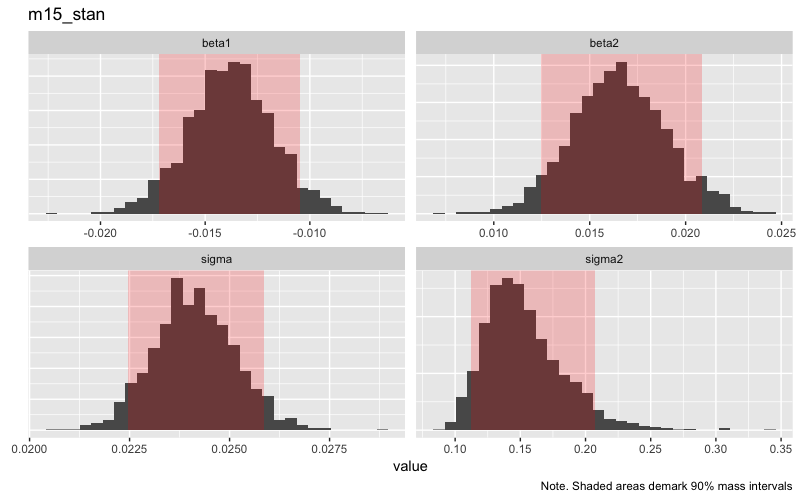 m15_stan
beta1
beta2
-0.020 -0.015 -0.010
0.010 0.015 0.020 0.025
sigma
sigma2
0.0200 0.0225 0.0250 0.0275
0.10 0.15 0.20 0.25 0.30 0.35
value
Note. Shaded areas demark 90% mass intervals